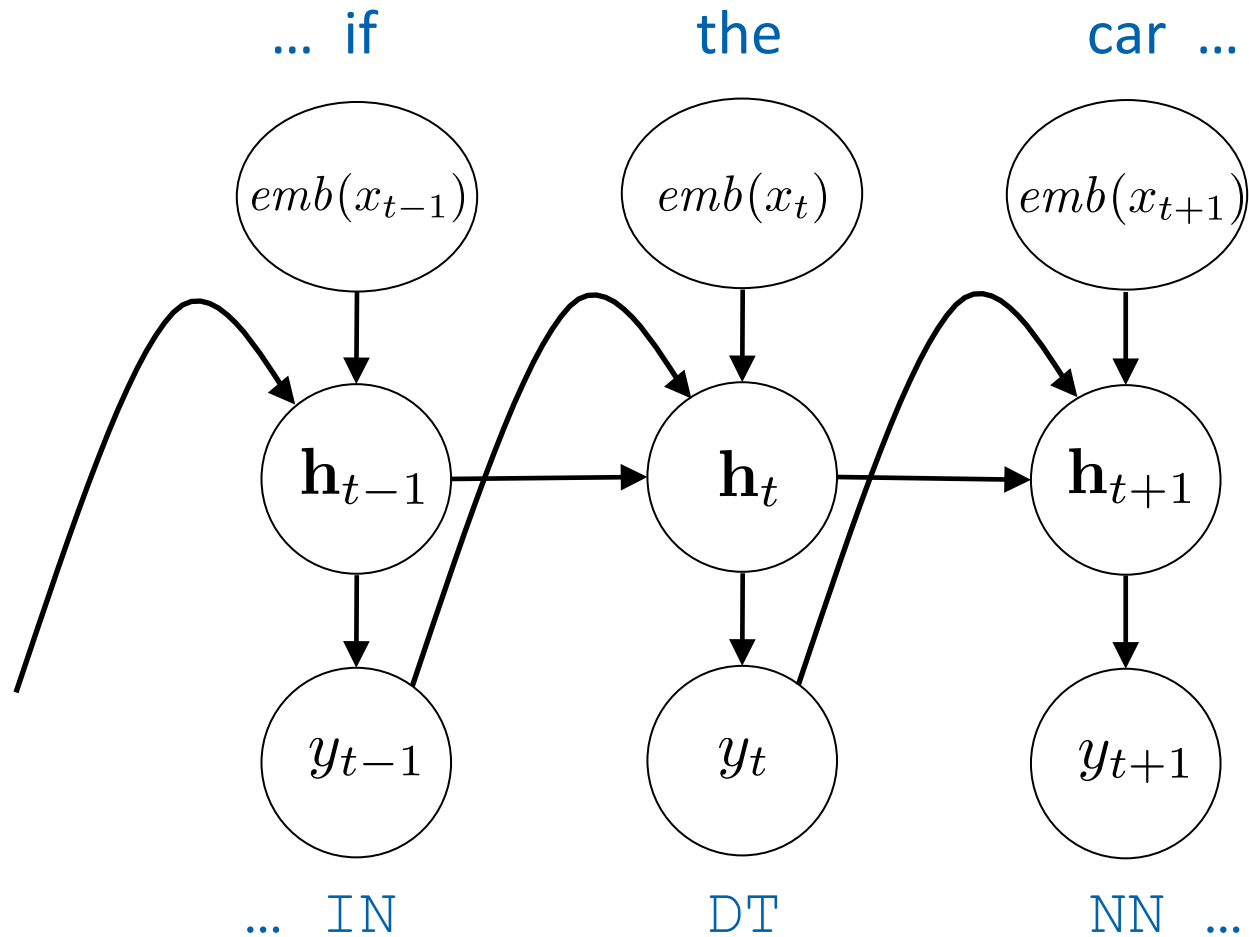 ... if the car ...
emb(x_{t-1}) emb(x_t) emb(x_{t+1})
h_{t-1} h_t h_{t+1}
y_{t-1} y_t y_{t+1}
... IN DT NN ...